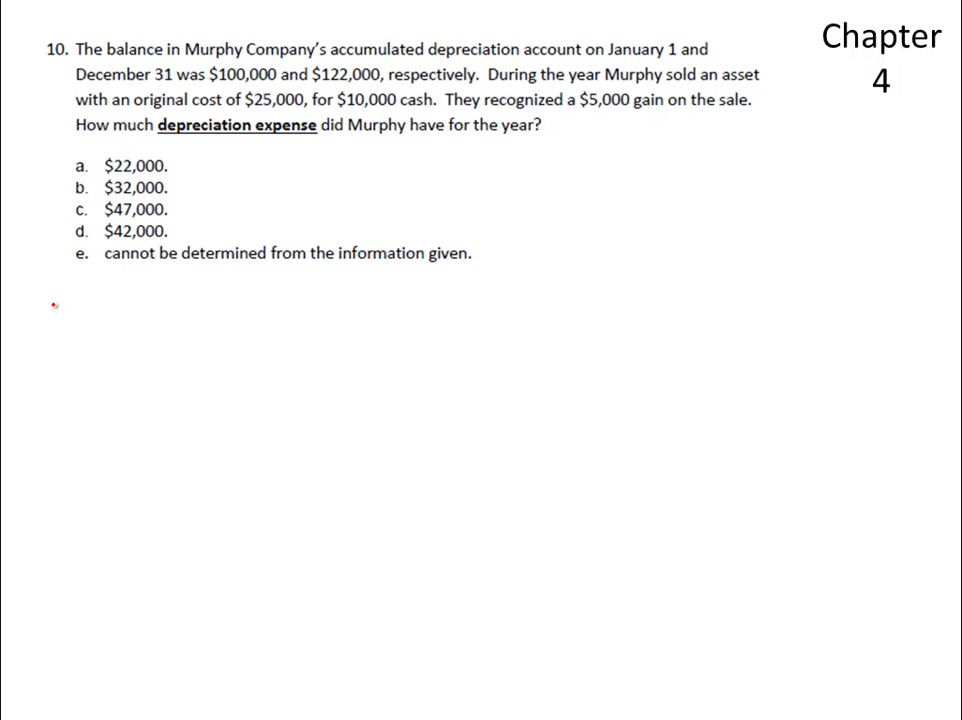 Chapter
4
10. The balance in Murphy Company's accumulated depreciation account on January 1 and
December 31 was $100,000 and $122,000, respectively. During the year Murphy sold an asset
with an original cost of $25,000, for $10,000 cash. They recognized a $5,000 gain on the sale.
How much depreciation expense did Murphy have for the year?
a. $22,000.
b. $32,000.
c. $47,000.
d. $42,000.
e. cannot be determined from the information given.